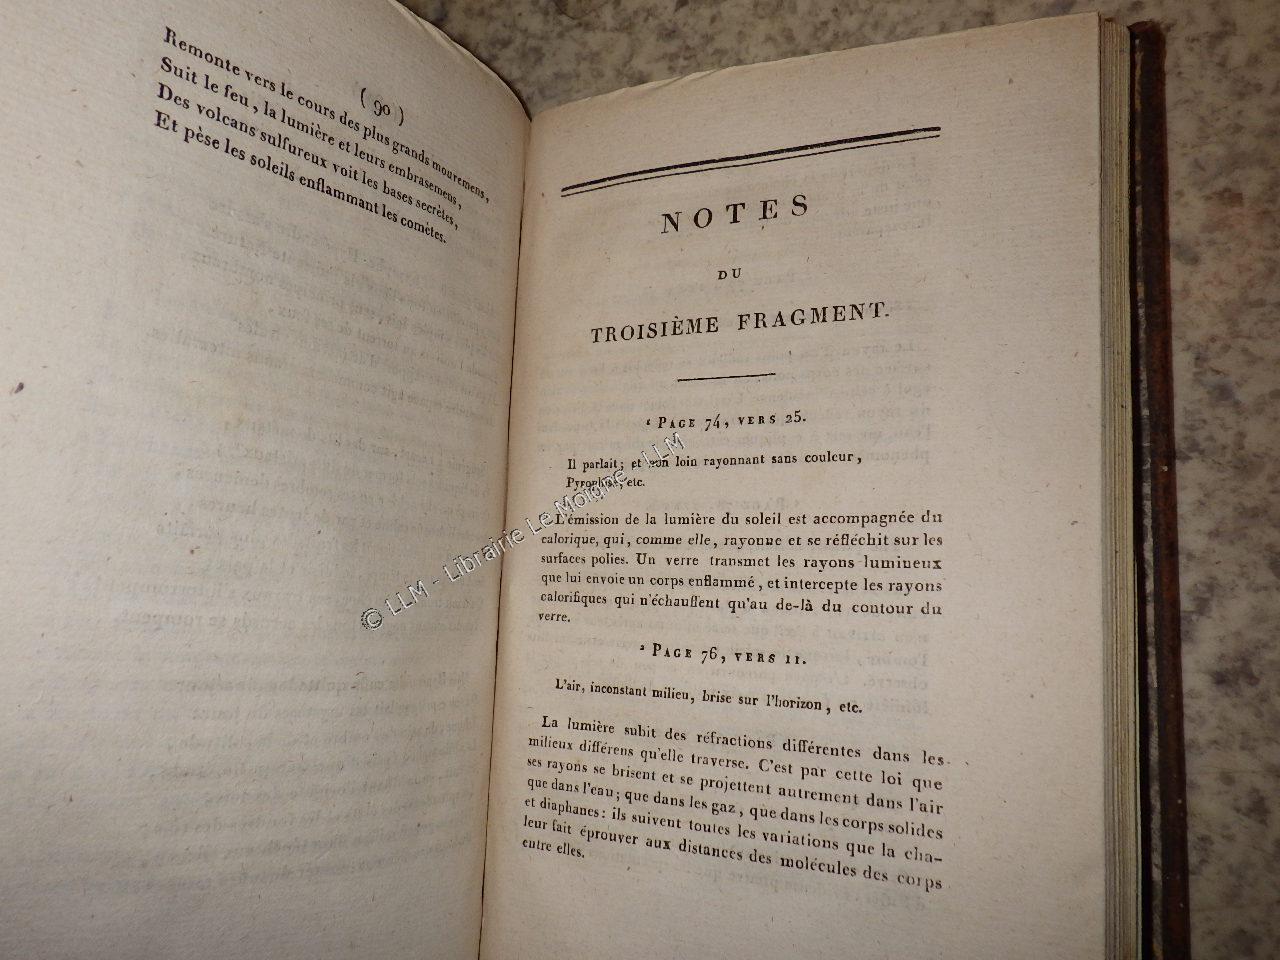 ( 90 )
Remonte vers le cours des plus grands mouremens,
Suit le feu, la lumière et leurs embrasemens,
Des volcans sulfureux voit les bases secrètes,
Et pèse les soleils enflammant les comètes.
NOTES
DU
TROISIÈME FRAGMENT.
¹ PAGE 74, VERS 25.
Il parlait; et son loin rayonnant sans couleur,
Pyrophise, etc.
L'émission de la lumière du soleil est accompagnée du
calorique, qui, comme elle, rayonne et se réfléchit sur les
surfaces polies. Un verre transmet les rayons lumineux
que lui envoie un corps enflammé, et intercepte les rayons
calorifiques qui n'échauffent qu'au de-là du contour du
verre.
² PAGE 76, VERS 11.
L'air, inconstant milieu, brise sur l'horizon, etc.
La lumière subit des réfractions différentes dans les
milieux différens qu'elle traverse. C'est par cette loi que
ses rayons se brisent et se projettent autrement dans l'air
que dans l'eau; que dans les gaz, que dans les corps solides
et diaphanes: ils suivent toutes les variations que la cha-
leur fait éprouver aux distances des molécules des corps
entre elles.
© LLM - Librairie Le Moigne - LLM